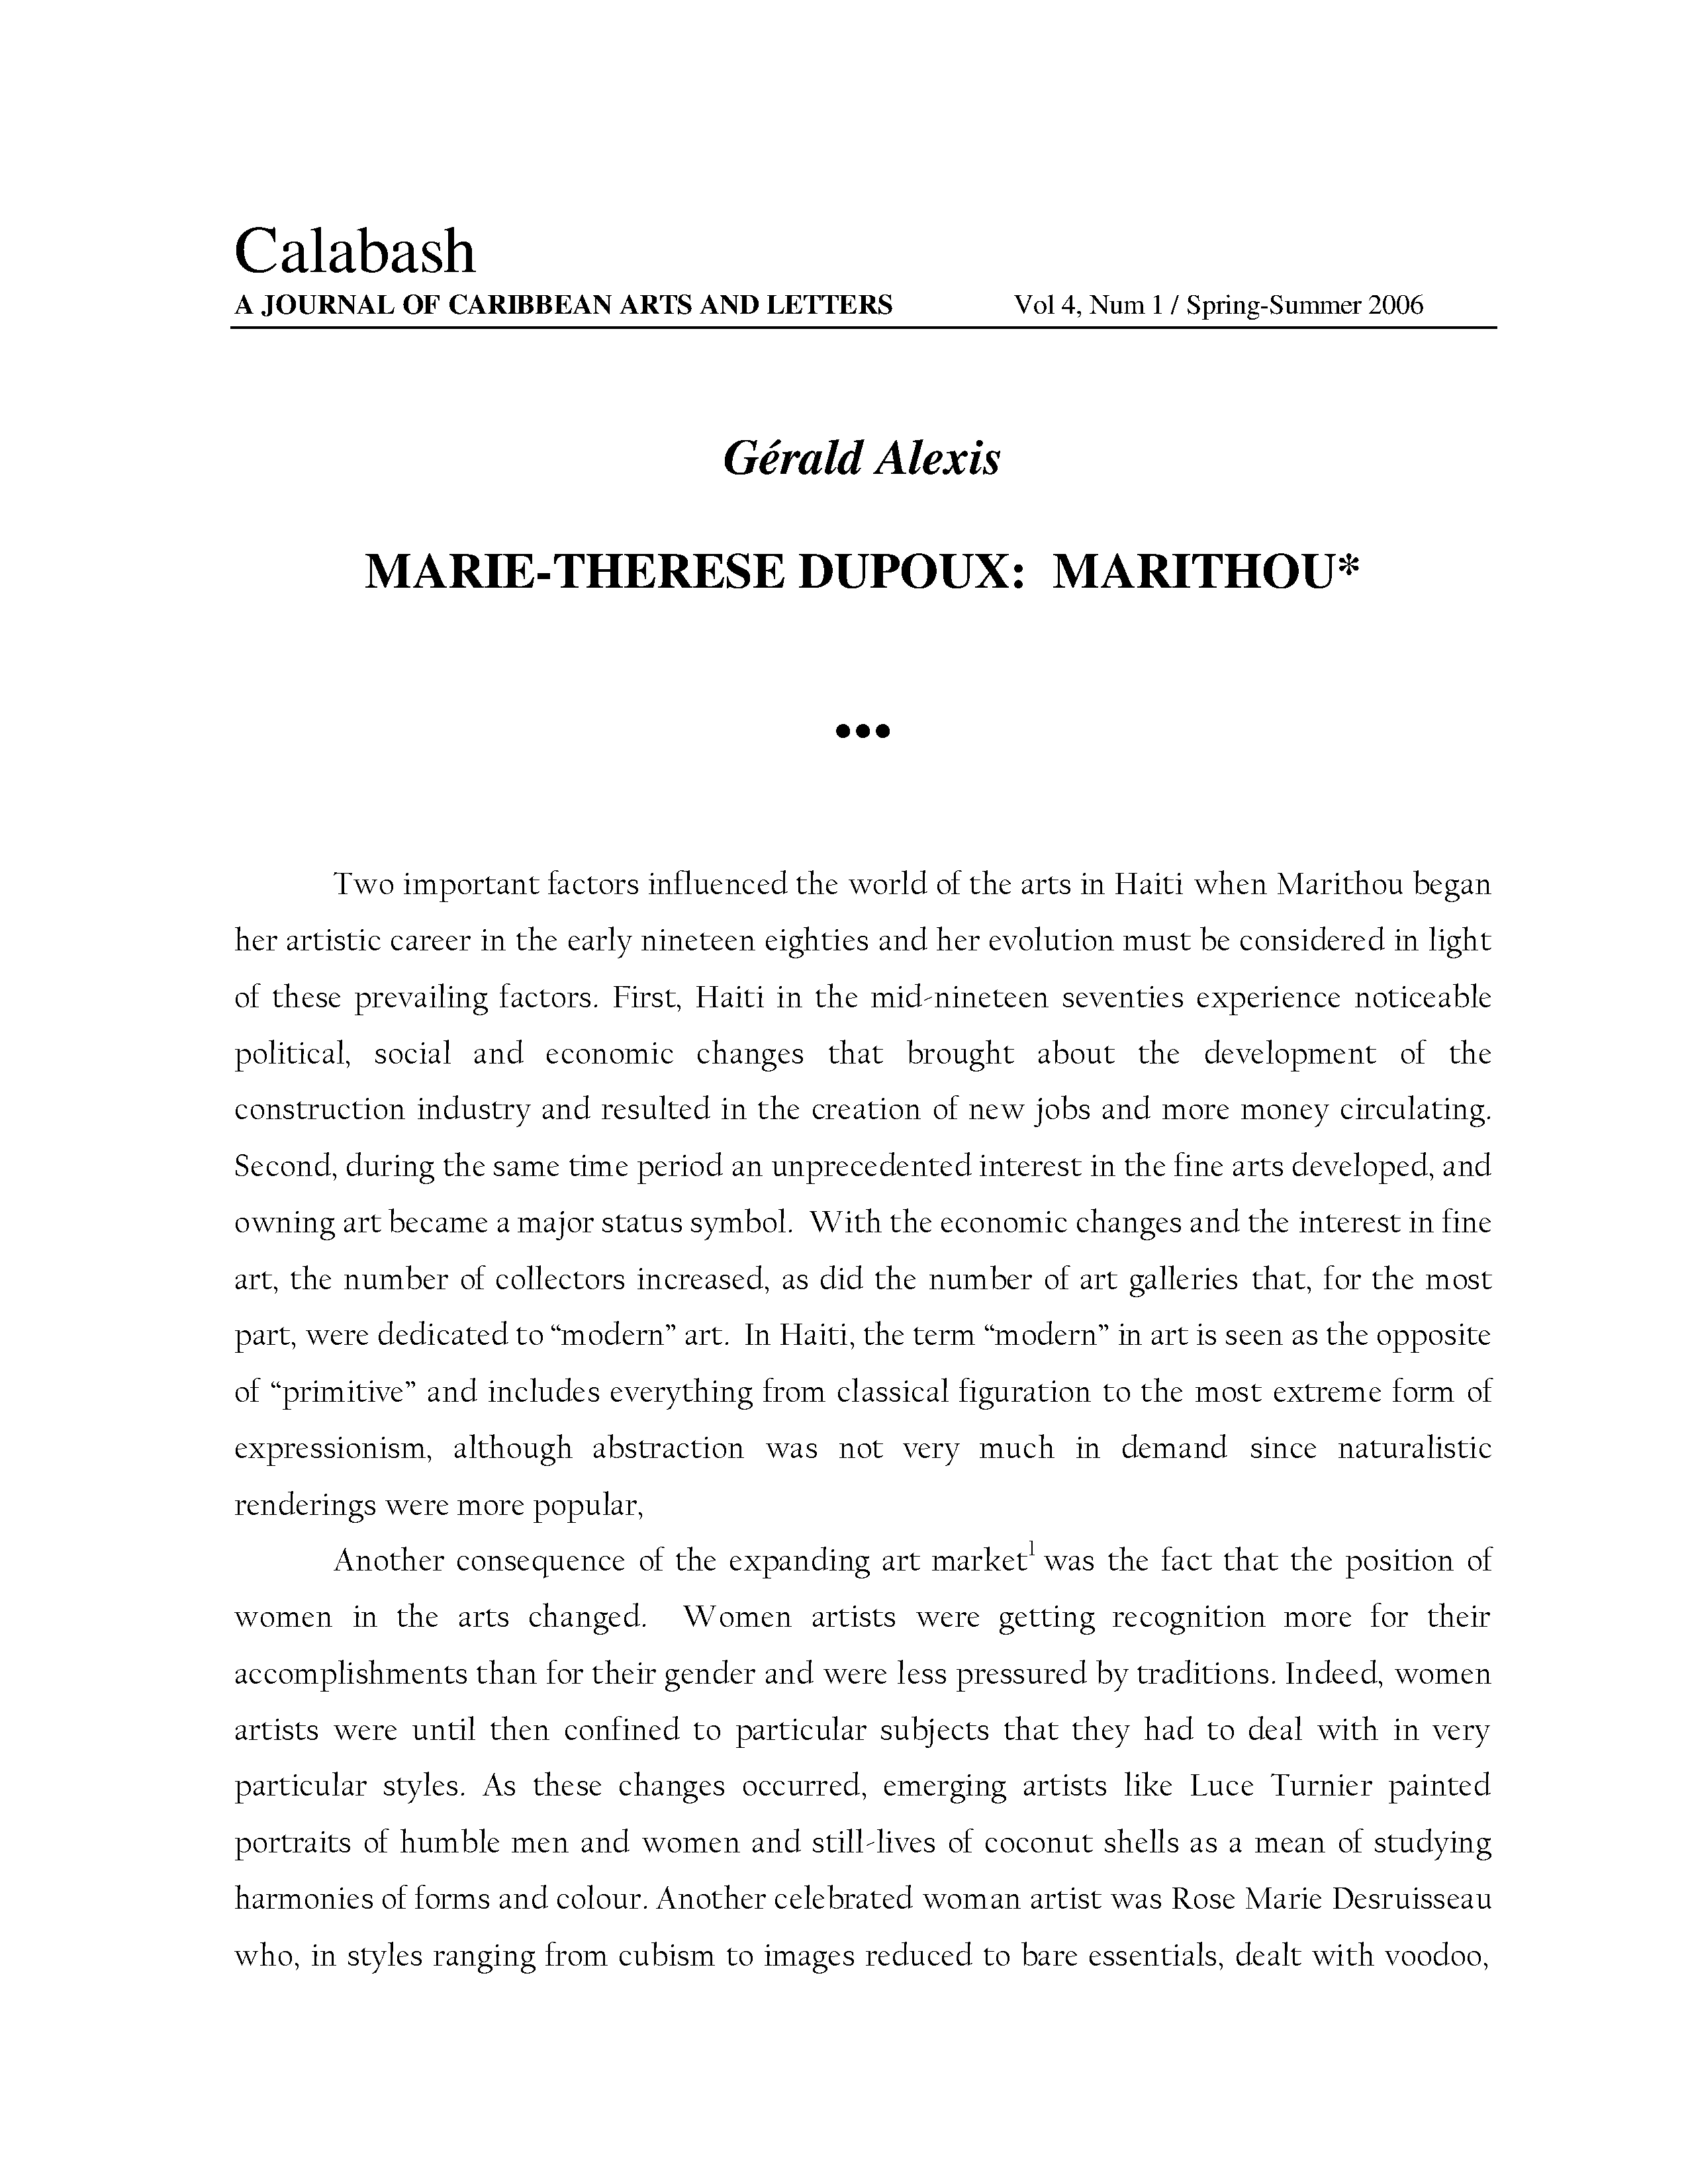 Calabash
A JOURNAL OF CARIBBEAN ARTS AND LETTERS Vol 4, Num 1 / Spring-Summer 2006
Gérald Alexis
MARIE-THERESE DUPOUX: MARITHOU*
•••
Two important factors influenced the world of the arts in Haiti when Marithou began
her artistic career in the early nineteen eighties and her evolution must be considered in light
of these prevailing factors. First, Haiti in the mid-nineteen seventies experience noticeable
political, social and economic changes that brought about the development of the
construction industry and resulted in the creation of new jobs and more money circulating.
Second, during the same time period an unprecedented interest in the fine arts developed, and
owning art became a major status symbol. With the economic changes and the interest in fine
art, the number of collectors increased, as did the number of art galleries that, for the most
part, were dedicated to “modern” art. In Haiti, the term “modern” in art is seen as the opposite
of “primitive” and includes everything from classical figuration to the most extreme form of
expressionism, although abstraction was not very much in demand since naturalistic
renderings were more popular,
Another consequence of the expanding art market1 was the fact that the position of
women in the arts changed. Women artists were getting recognition more for their
accomplishments than for their gender and were less pressured by traditions. Indeed, women
artists were until then confined to particular subjects that they had to deal with in very
particular styles. As these changes occurred, emerging artists like Luce Turnier painted
portraits of humble men and women and still-lives of coconut shells as a mean of studying
harmonies of forms and colour. Another celebrated woman artist was Rose Marie Desruisseau
who, in styles ranging from cubism to images reduced to bare essentials, dealt with voodoo,